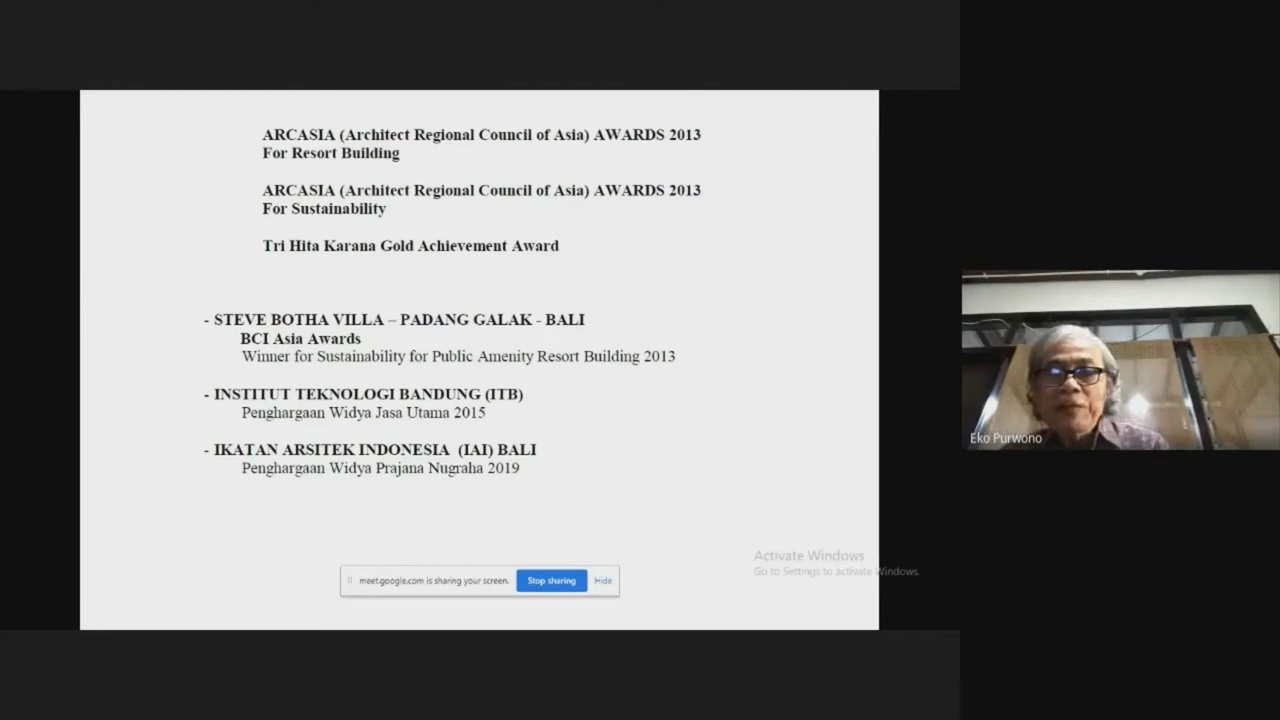 ARCASIA (Architect Regional Council of Asia) AWARDS 2013
For Resort Building
ARCASIA (Architect Regional Council of Asia) AWARDS 2013
For Sustainability
Tri Hita Karana Gold Achievement Award
- STEVE BOTHA VILLA – PADANG GALAK - BALI
BCI Asia Awards
Winner for Sustainability for Public Amenity Resort Building 2013
- INSTITUT TEKNOLOGI BANDUNG (ITB)
Penghargaan Widya Jasa Utama 2015
- IKATAN ARSITEK INDONESIA (IAI) BALI
Penghargaan Widya Prajana Nugraha 2019
Activate Windows
Go to Settings to activate Windows.
meet.google.com is sharing your screen. Stop sharing Hide
Eko Purwono